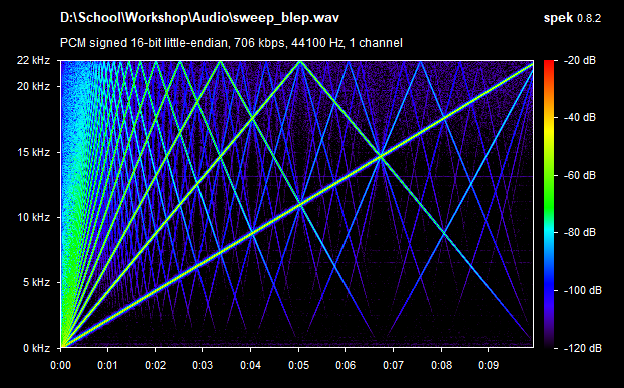 D:\School\Workshop\Audio\sweep_blep.wav
spek 0.8.2
PCM signed 16-bit little-endian, 706 kbps, 44100 Hz, 1 channel
22 kHz
20 kHz
15 kHz
10 kHz
5 kHz
0 kHz
0:00 0:01 0:02 0:03 0:04 0:05 0:06 0:07 0:08 0:09
-20 dB
-40 dB
-60 dB
-80 dB
-100 dB
-120 dB